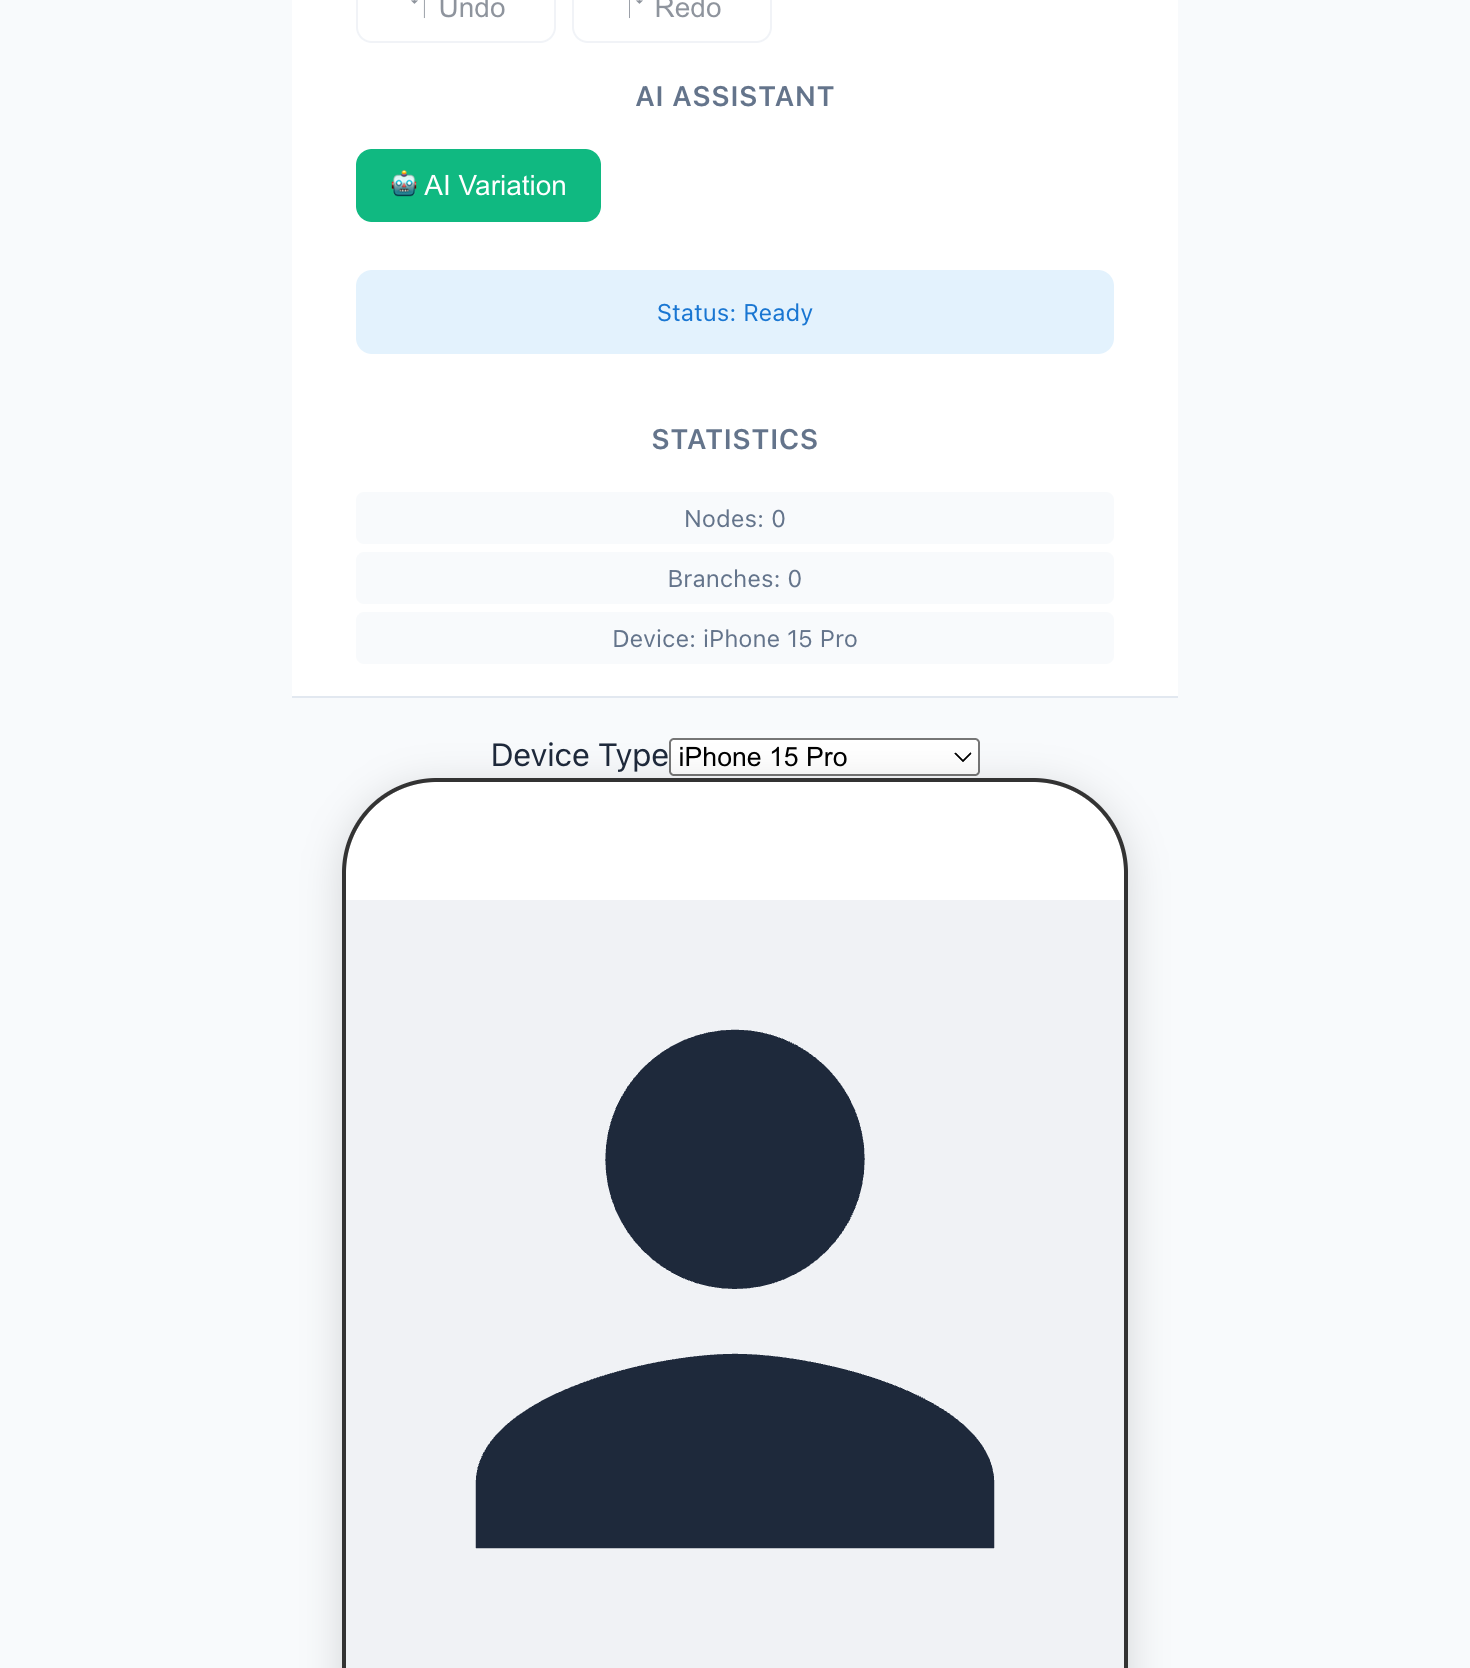 Undo
Redo
AI ASSISTANT
AI Variation
Status: Ready
STATISTICS
Nodes: 0
Branches: 0
Device: iPhone 15 Pro
Device Type iPhone 15 Pro